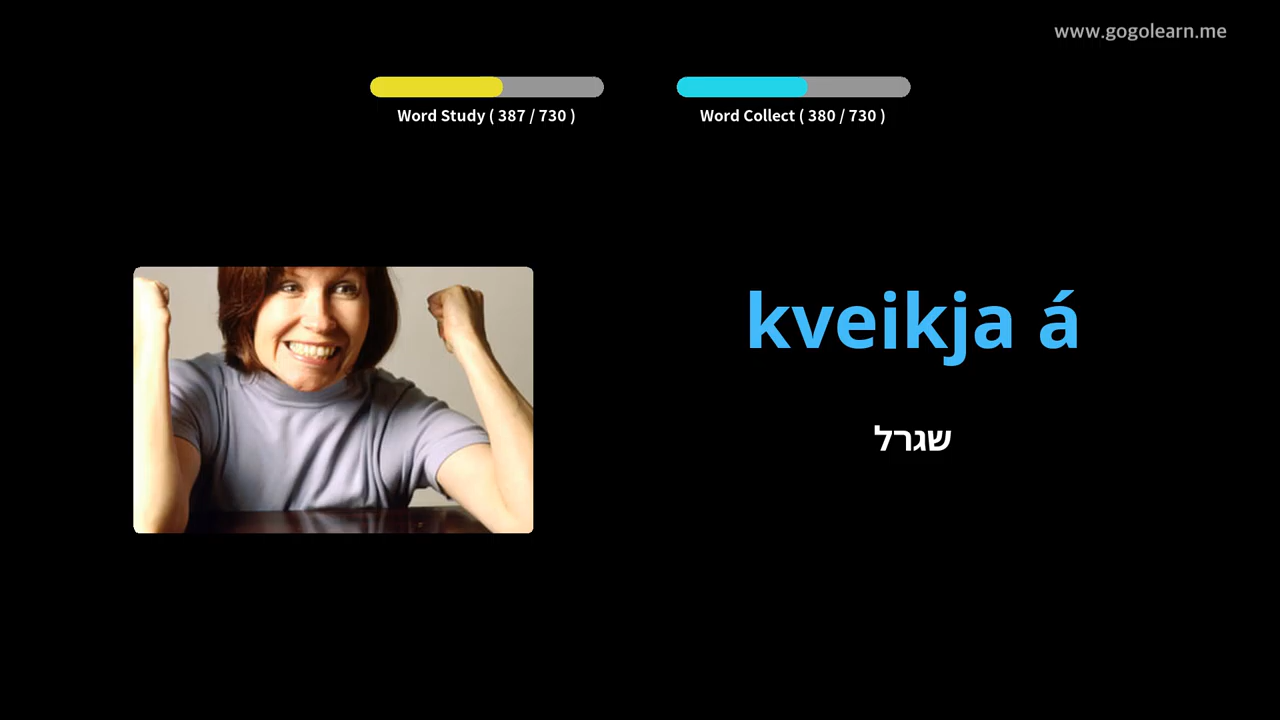 www.gogolearn.me
Word Study ( 387 / 730 )
Word Collect ( 380 / 730 )
kveikja á
שגרל